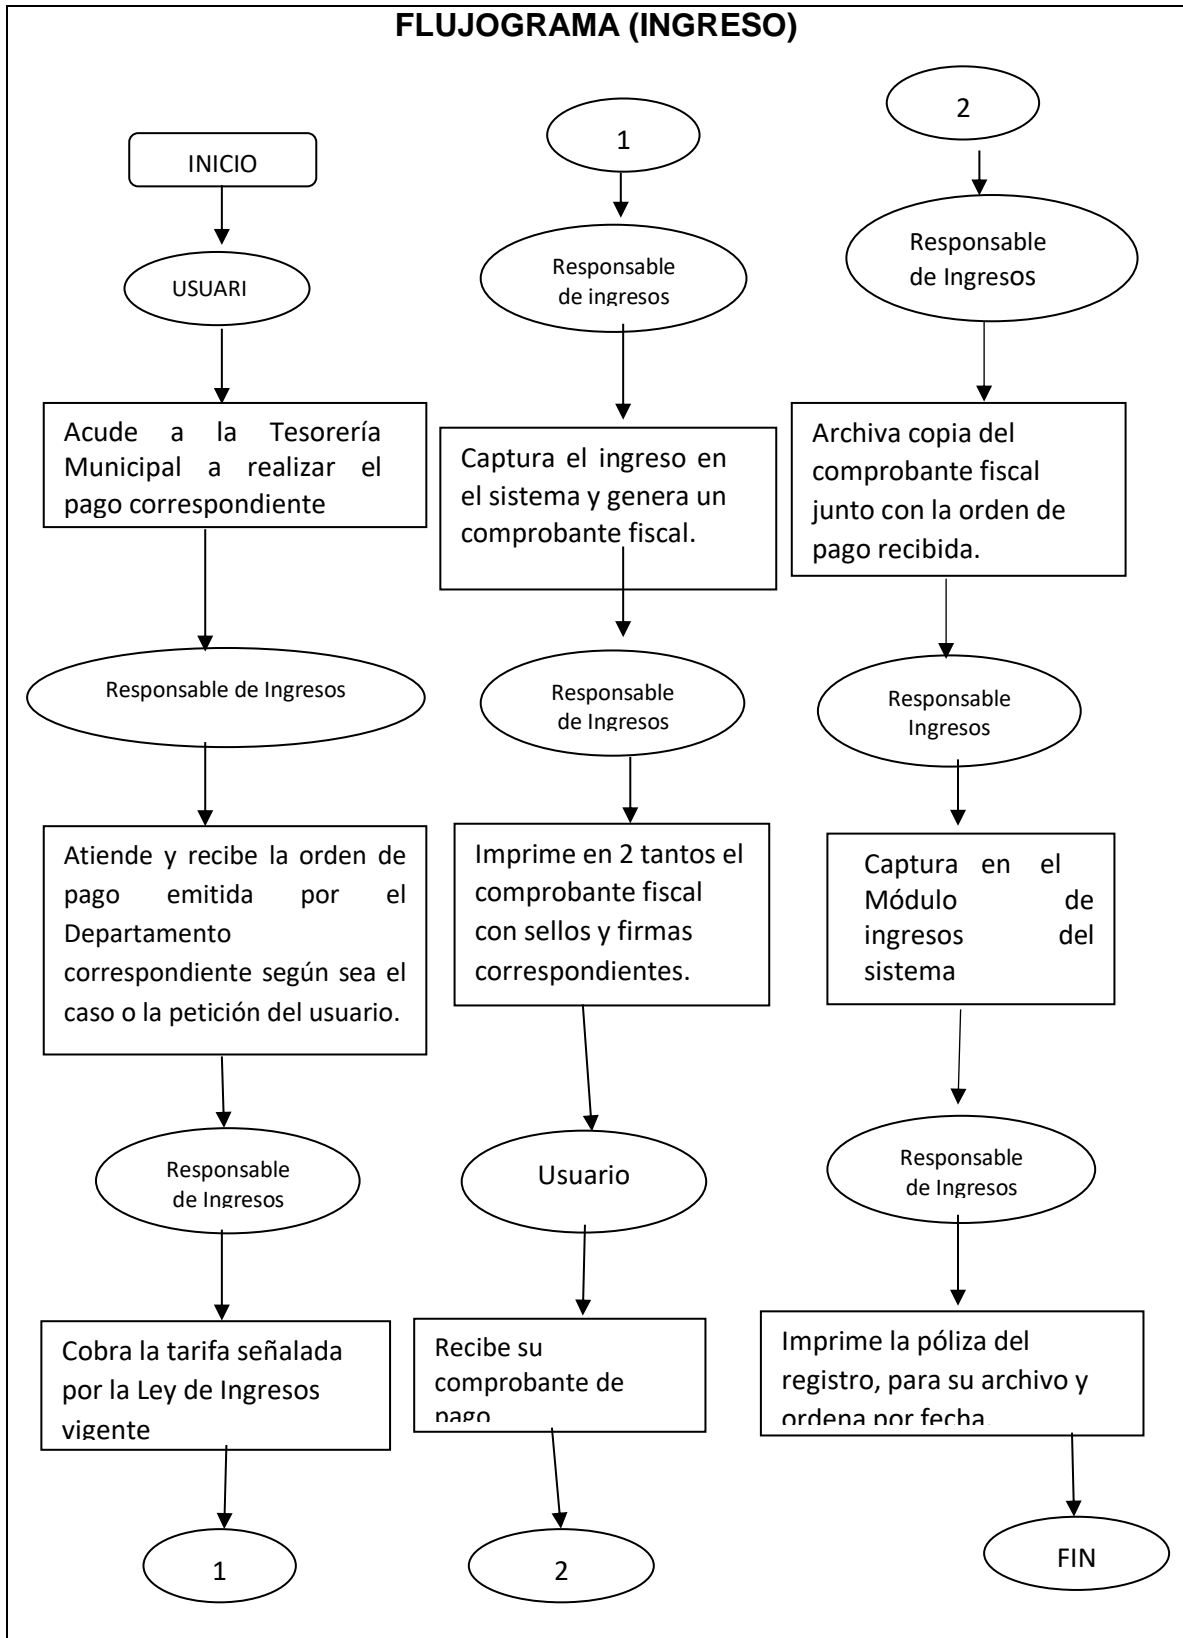 FLUJOGRAMA (INGRESO)
INICIO
USUARI
Acude a la Tesorería
Municipal a realizar el
pago correspondiente
Responsable de Ingresos
Atiende y recibe la orden de
pago emitida por el
Departamento
correspondiente según sea el
caso o la petición del usuario.
Responsable
de Ingresos
Cobra la tarifa señalada
por la Ley de Ingresos
vigente
1
1
Responsable
de ingresos
Captura el ingreso en
el sistema y genera un
comprobante fiscal.
Responsable
de Ingresos
Imprime en 2 tantos el
comprobante fiscal
con sellos y firmas
correspondientes.
Usuario
Recibe su
comprobante de
pago
2
2
Responsable
de Ingresos
Archiva copia del
comprobante fiscal
junto con la orden de
pago recibida.
Responsable
Ingresos
Captura en el
Módulo de
ingresos del
sistema
Responsable
de Ingresos
Imprime la póliza del
registro, para su archivo y
ordena por fecha.
FIN